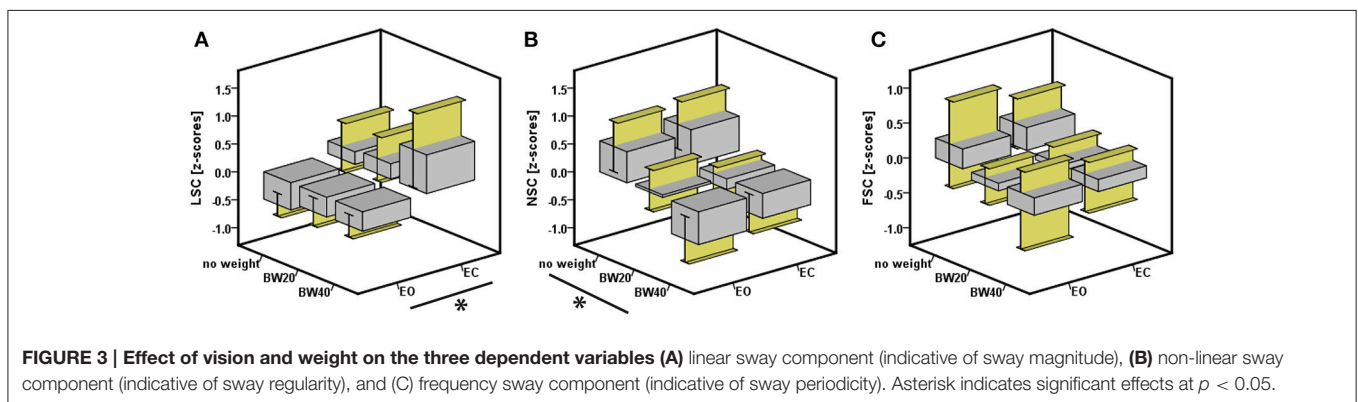 A
B
C
LSC [z-scores]
1.5
1.0
0.5
0.0
-0.5
-1.0
no weight
BW20
BW40
EO
EC
*
NSC [z-scores]
1.5
1.0
0.5
0.0
-0.5
-1.0
no weight
BW20
BW40
EO
EC
*
FSC [z-scores]
1.0
0.5
0.0
-0.5
-1.0
no weight
BW20
BW40
EO
EC
FIGURE 3 | Effect of vision and weight on the three dependent variables (A) linear sway component (indicative of sway magnitude), (B) non-linear sway
component (indicative of sway regularity), and (C) frequency sway component (indicative of sway periodicity). Asterisk indicates significant effects at p < 0.05.